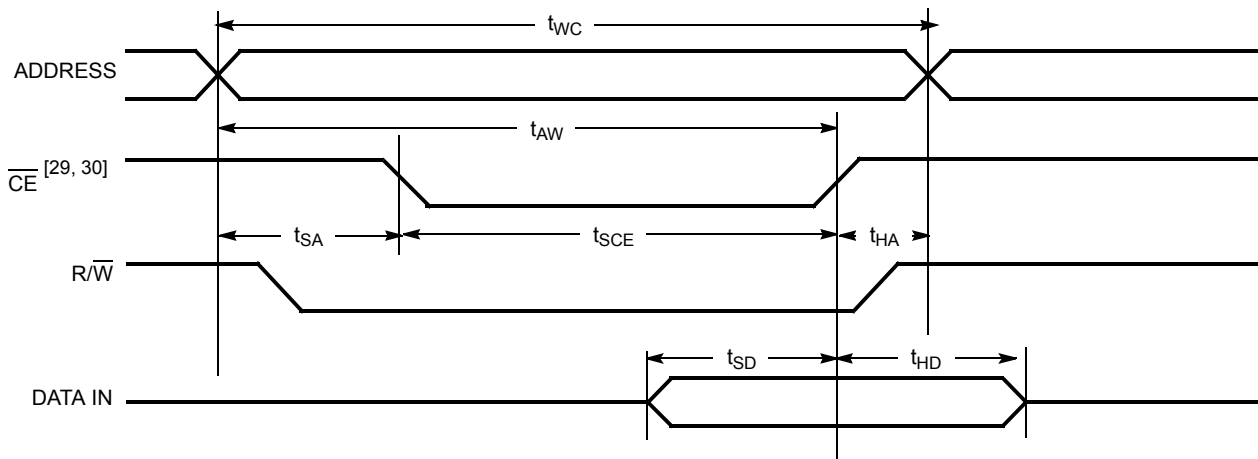 tWC
ADDRESS
tAW
CE [29, 30]
tSA
tSCE
tHA
R/W
tSD
tHD
DATA IN